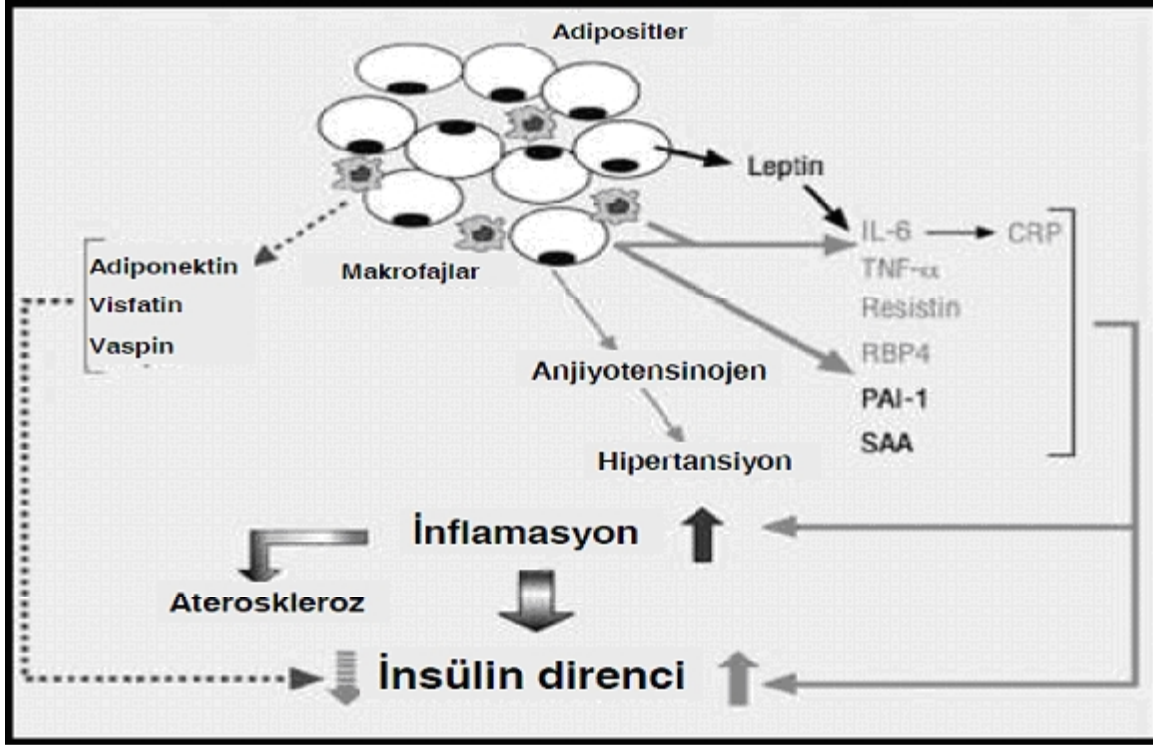 Adipositler
Leptin
IL-6
CRP
TNF-α
Resistin
RBP4
PAI-1
SAA
Adiponektin
Visfatin
Vaspin
Makrofajlar
Anjiyotensinojen
Hipertansiyon
İnflamasyon
Ateroskleroz
İnsülin direnci